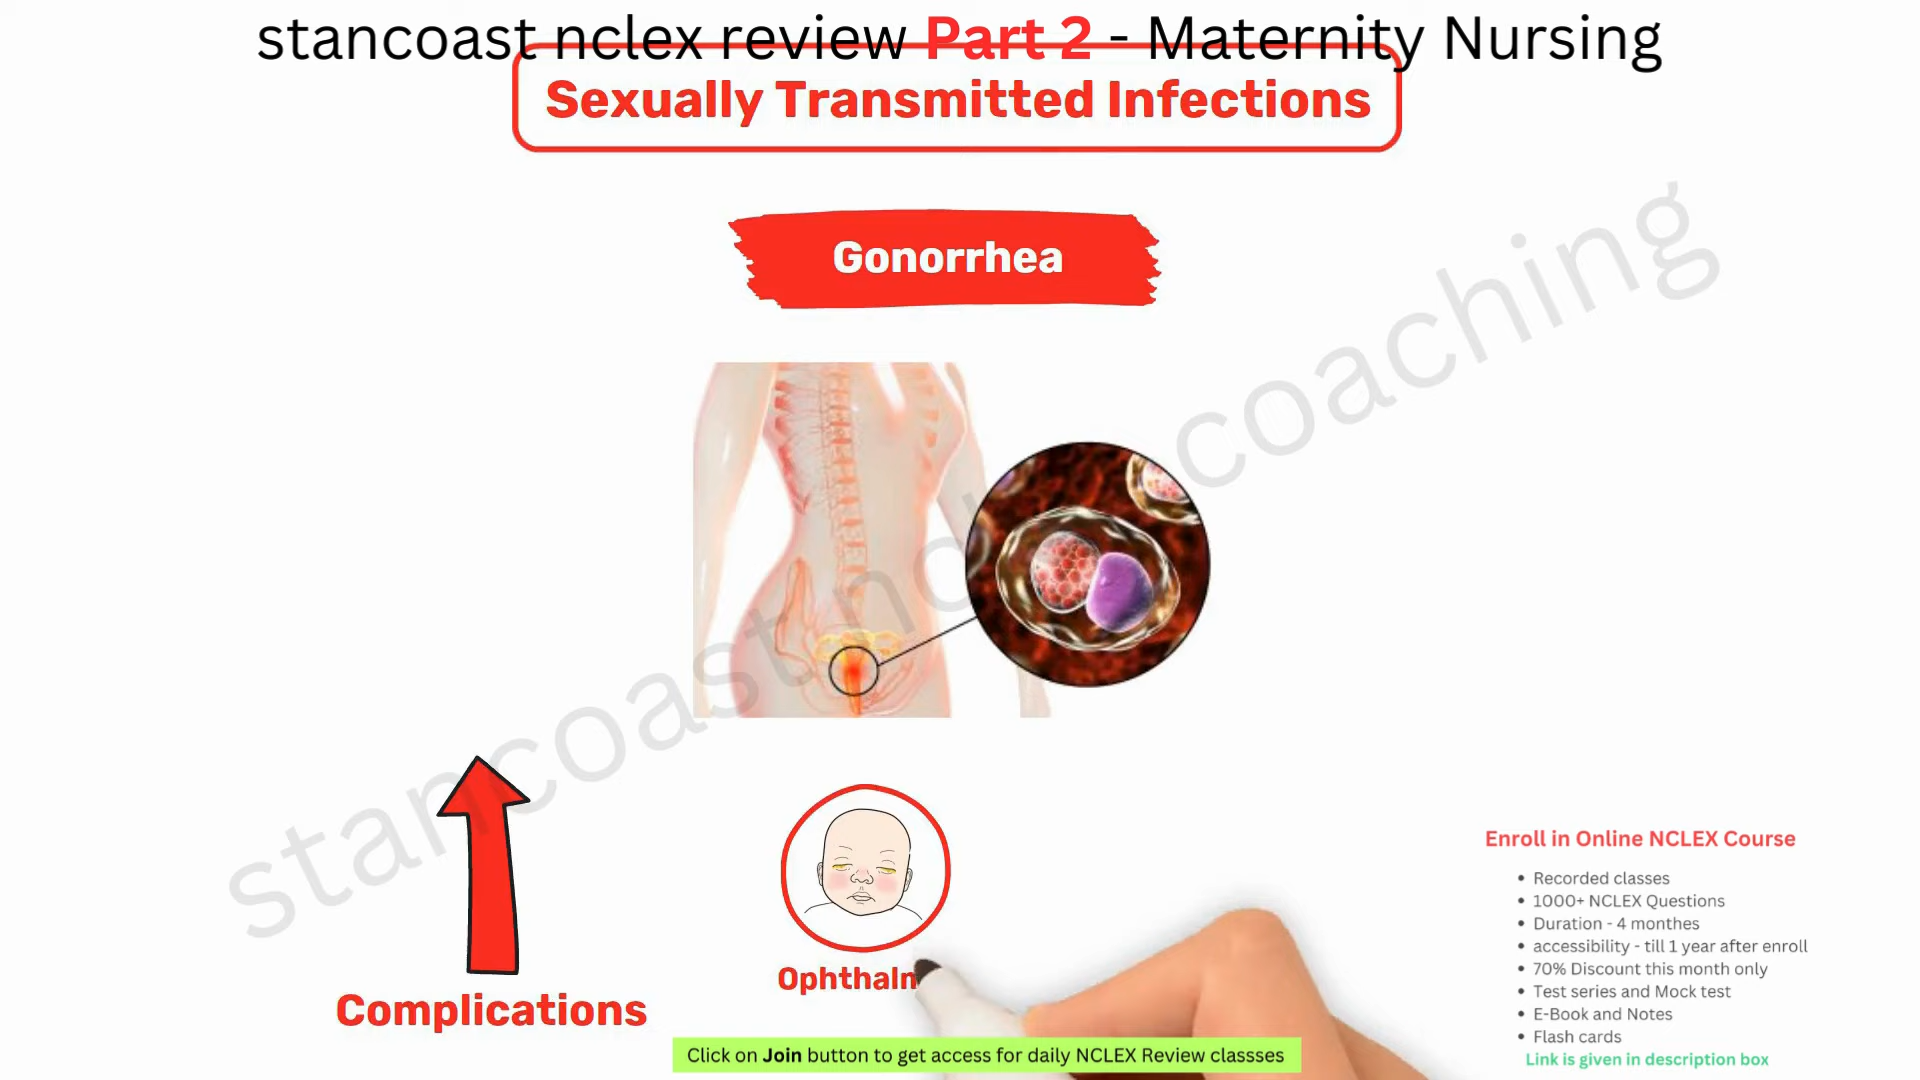 stancoast nclex review Part 2 - Maternity Nursing
Sexually Transmitted Infections
Gonorrhea
stancoast nclex coaching
Complications
Enroll in Online NCLEX Course
• Recorded classes
• 1000+ NCLEX Questions
• Duration - 4 monthes
• accessibility - till 1 year after enroll
• 70% Discount this month only
• Test series and Mock test
• E-Book and Notes
• Flash cards
Link is given in description box
Click on Join button to get access for daily NCLEX Review classses